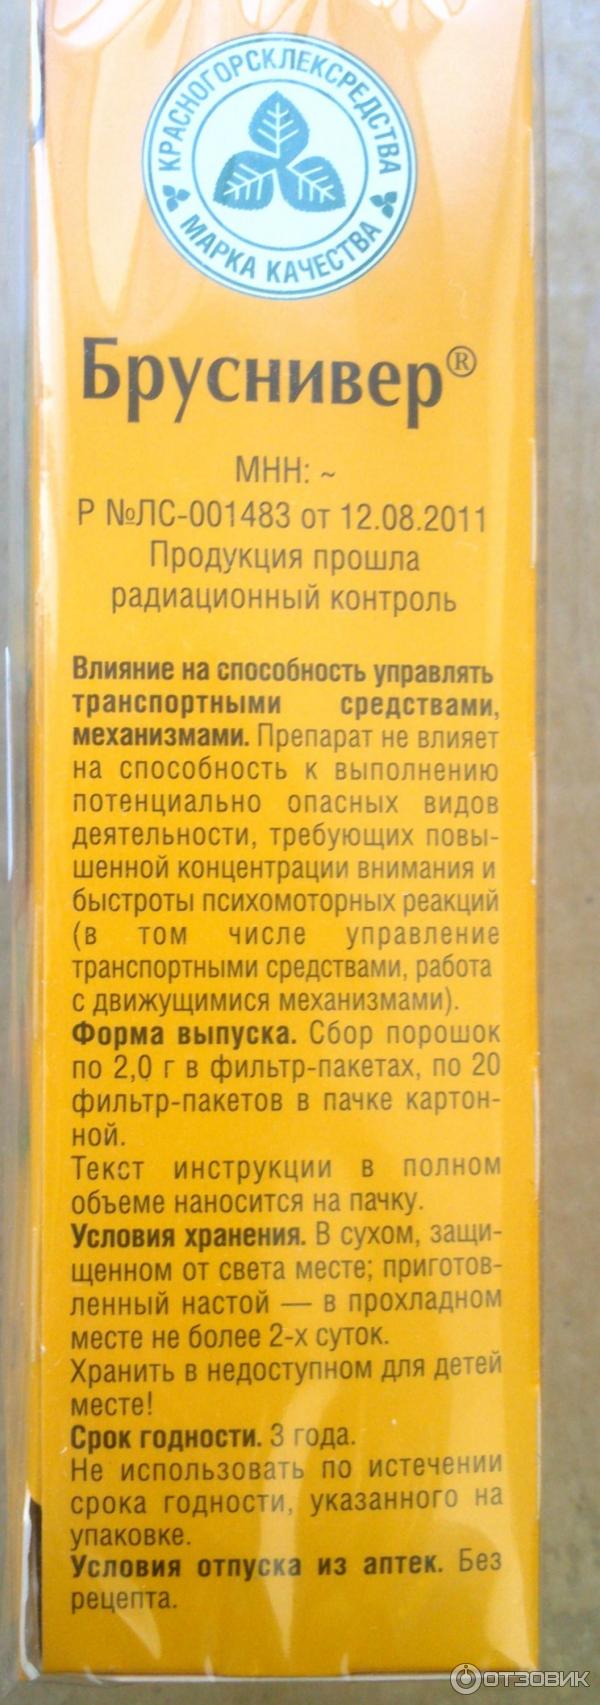 КРАСНОГОРСКЛЕКСРЕДСТВА
МАРКА КАЧЕСТВА
Бруснивер®
МНН: ~
Р №ЛС-001483 от 12.08.2011
Продукция прошла
радиационный контроль
Влияние на способность управлять
транспортными средствами,
механизмами. Препарат не влияет
на способность к выполнению
потенциально опасных видов
деятельности, требующих повы-
шенной концентрации внимания и
быстроты психомоторных реакций
(в том числе управление
транспортными средствами, работа
с движущимися механизмами).
Форма выпуска. Сбор порошок
по 2,0 г в фильтр-пакетах, по 20
фильтр-пакетов в пачке картон-
ной.
Текст инструкции в полном
объеме наносится на пачку.
Условия хранения. В сухом, защи-
щенном от света месте; приготов-
ленный настой — в прохладном
месте не более 2-х суток.
Хранить в недоступном для детей
месте!
Срок годности. 3 года.
Не использовать по истечении
срока годности, указанного на
упаковке.
Условия отпуска из аптек. Без
рецепта.
ОТЗОВИК